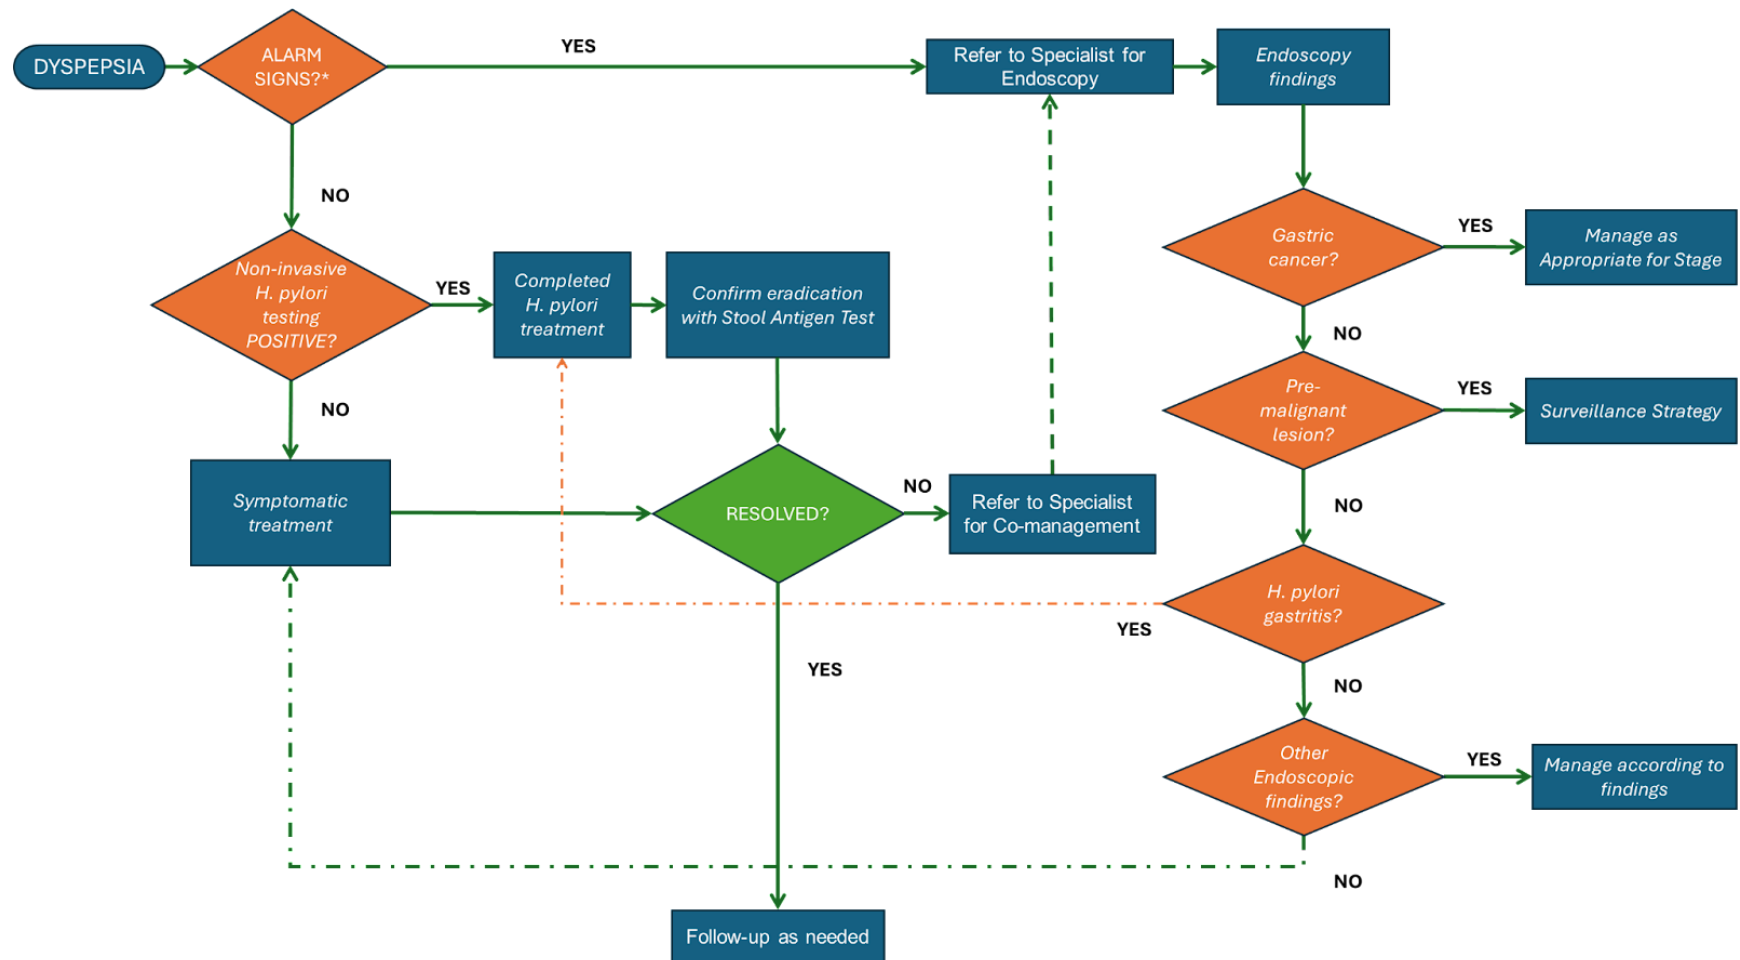 DYSPEPSIA
ALARM
SIGNS?*
YES
Refer to Specialist for
Endoscopy
Endoscopy
findings
NO
Non-invasive
H. pylori
testing
POSITIVE?
YES
Completed
H. pylori
treatment
Confirm eradication
with Stool Antigen Test
Gastric
cancer?
YES
Manage as
Appropriate for Stage
NO
NO
Pre-
malignant
lesion?
YES
Surveillance Strategy
Symptomatic
treatment
RESOLVED?
NO
Refer to Specialist
for Co-management
NO
H. pylori
gastritis?
YES
YES
NO
Other
Endoscopic
findings?
YES
Manage according to
findings
NO
Follow-up as needed